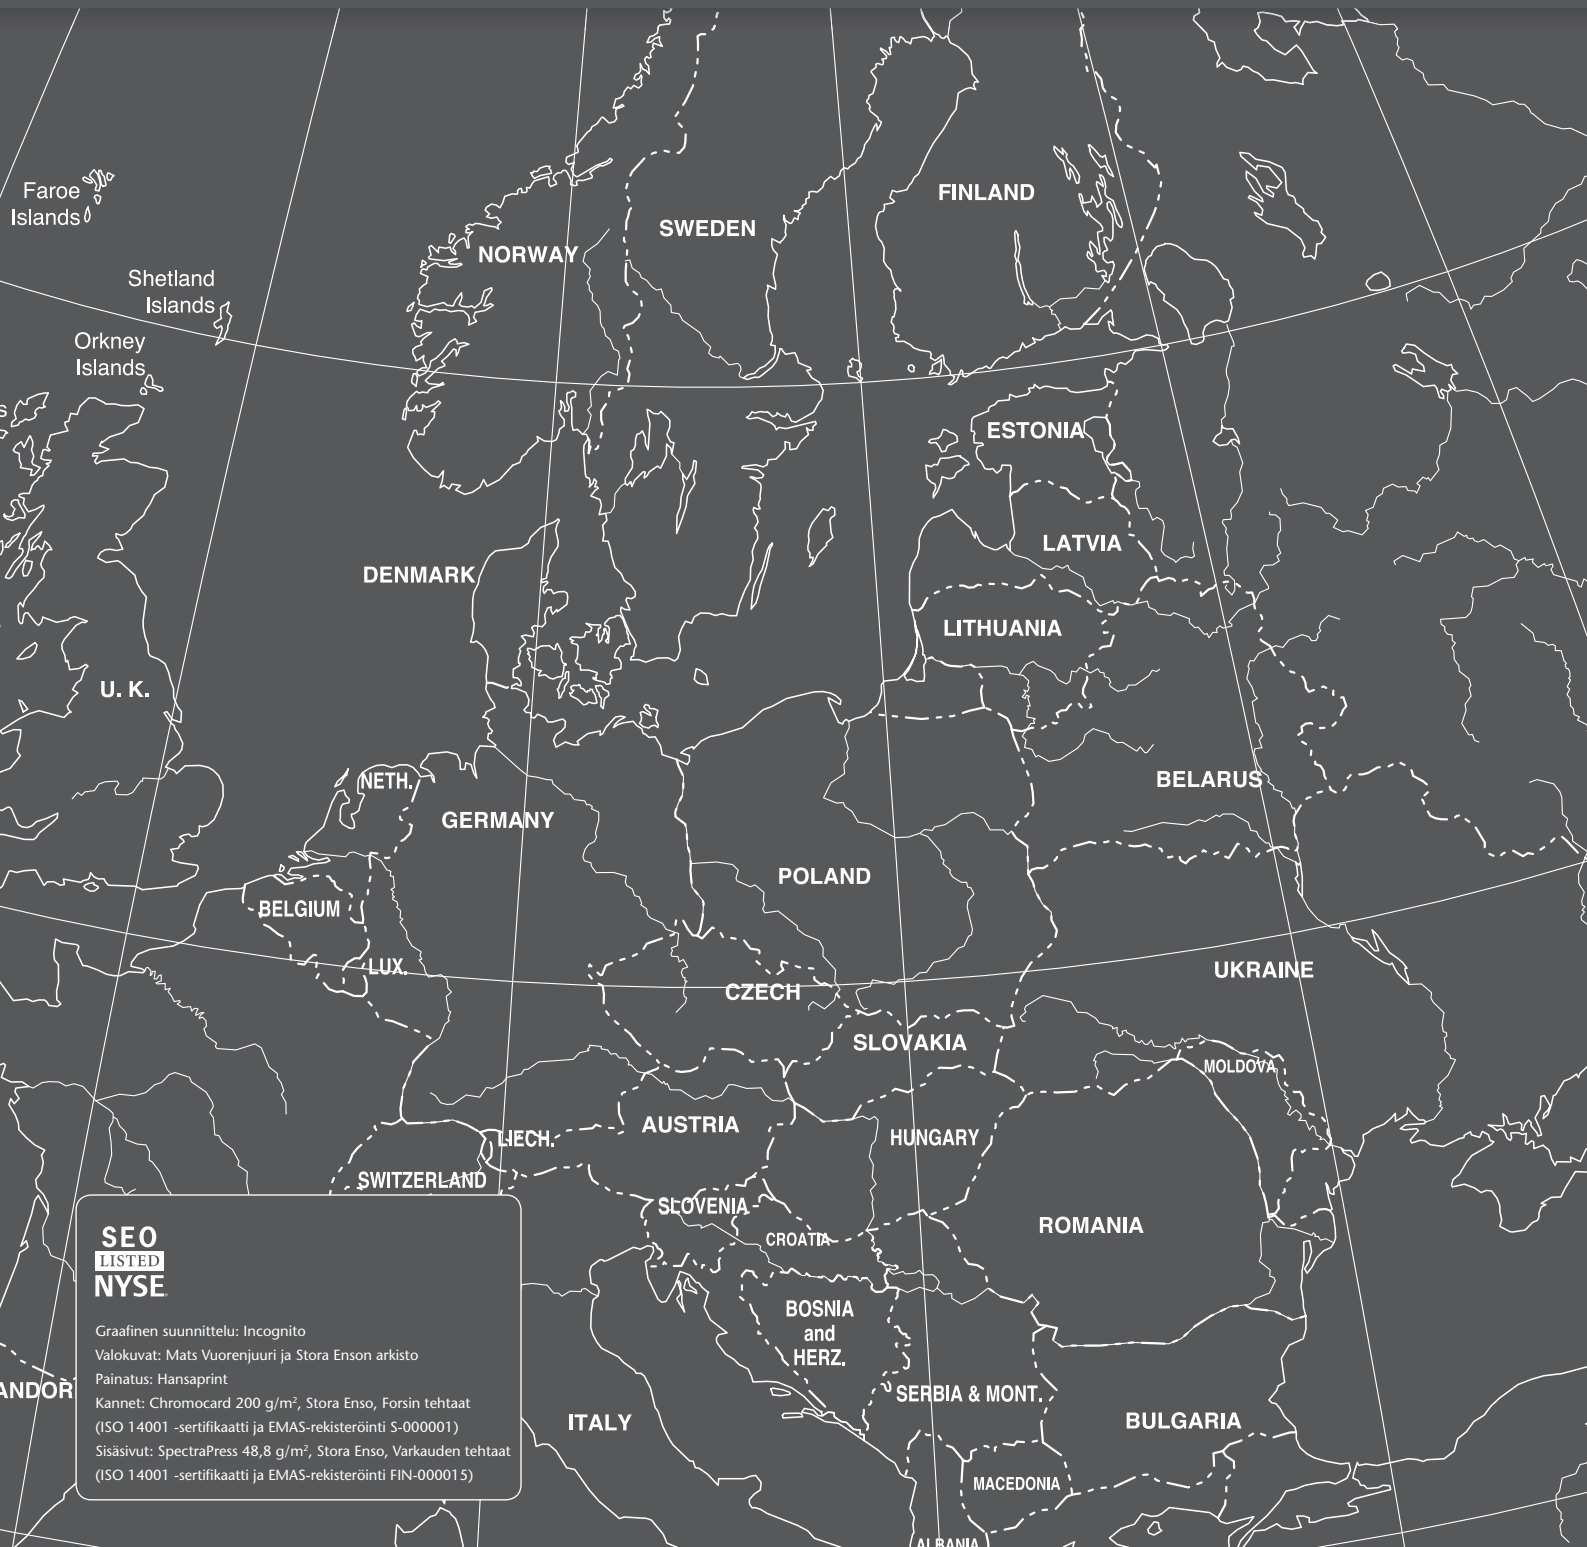 Faroe
Islands
Shetland
Islands
Orkney
Islands
s
NORWAY
SWEDEN
FINLAND
ESTONIA
LATVIA
LITHUANIA
DENMARK
U. K.
NETH.
GERMANY
BELGIUM
LUX.
POLAND
BELARUS
CZECH
UKRAINE
SLOVAKIA
MOLDOVA
AUSTRIA
LIECH.
SWITZERLAND
HUNGARY
SLOVENIA
CROATIA
ROMANIA
BOSNIA
and
HERZ.
SERBIA & MONT.
BULGARIA
ITALY
MACEDONIA
ALBANIA
ANDOR
SEO
LISTED
NYSE
Graafinen suunnittelu: Incognito
Valokuvat: Mats Vuorenjuuri ja Stora Enson arkisto
Painatus: Hansaprint
Kannet: Chromocard 200 g/m², Stora Enso, Forsin tehtaat
(ISO 14001 -sertifikaatti ja EMAS-rekisteröinti S-000001)
Sisäsivut: SpectraPress 48,8 g/m², Stora Enso, Varkauden tehtaat
(ISO 14001 -sertifikaatti ja EMAS-rekisteröinti FIN-000015)